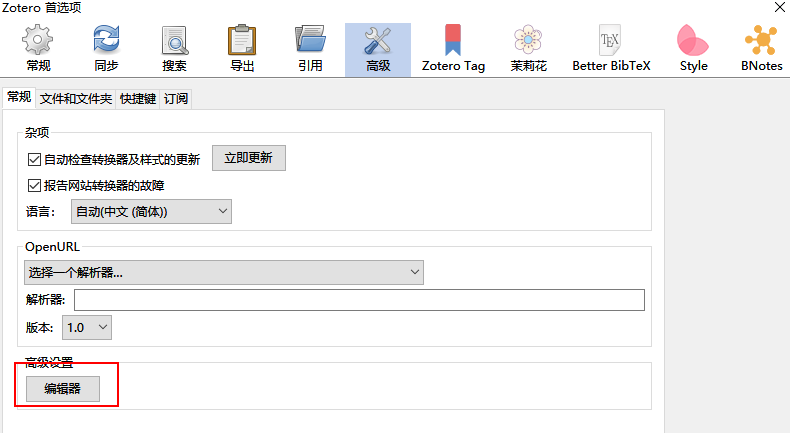 Zotero 首选项
常规 同步 搜索 导出 引用 高级 Zotero Tag 茉莉花 Better BibTeX Style BNotes
常规 文件和文件夹 快捷键 订阅
杂项
自动检查转换器及样式的更新 立即更新
报告网站转换器的故障
语言： 自动(中文 (简体))
OpenURL
选择一个解析器...
解析器:
版本: 1.0
高级设置
编辑器